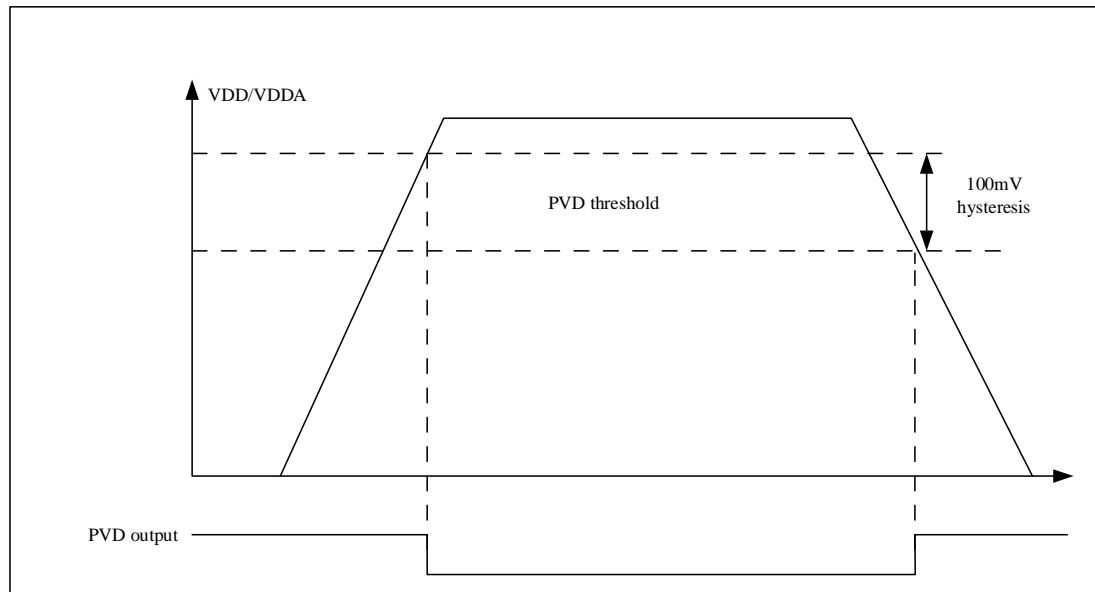 VDD/VDDA
PVD threshold
100mV
hysteresis
PVD output